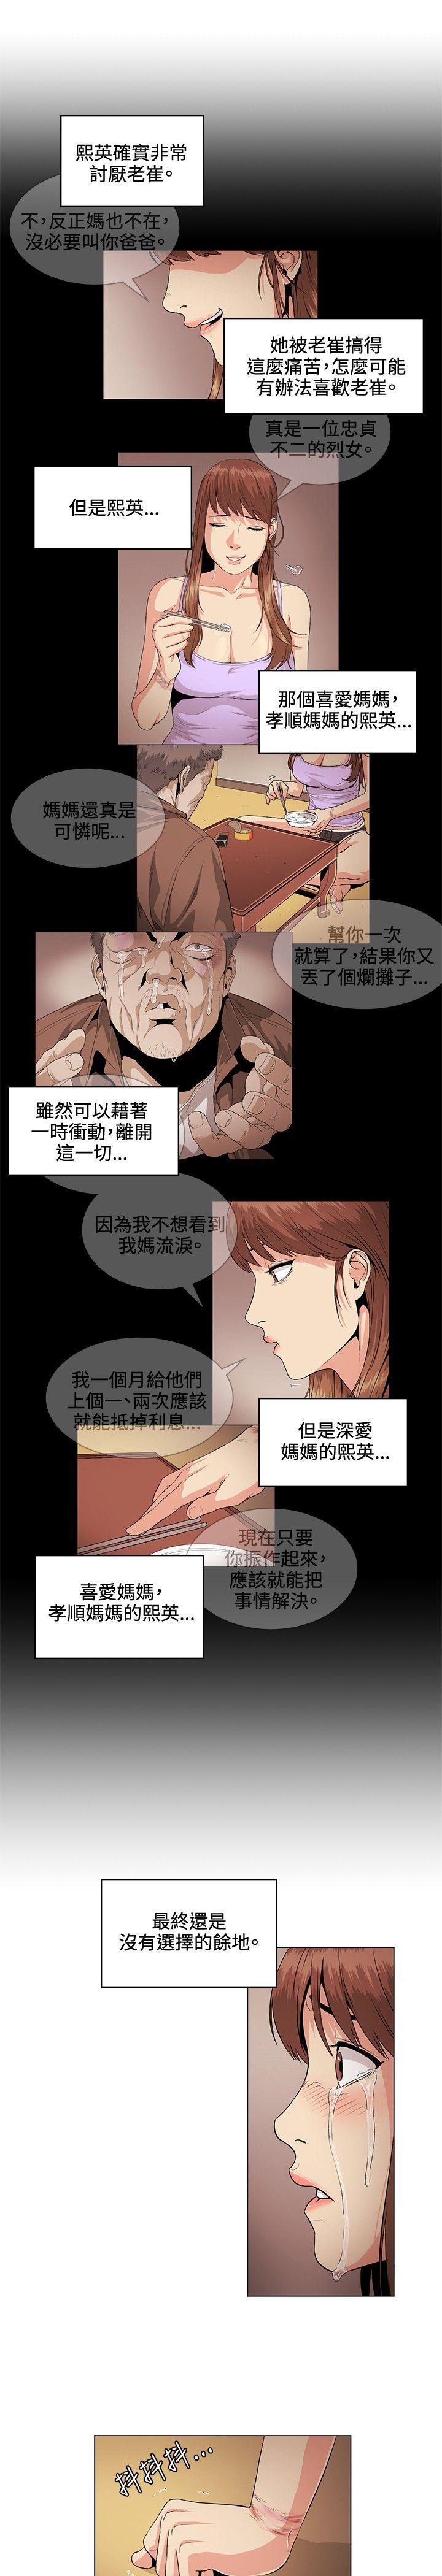 熙英確實非常
討厭老崔。
不，反正媽也不在，
沒必要叫你爸爸。
她被老崔搞得
這麼痛苦，怎麼可能
有辦法喜歡老崔。
真是一位忠貞
不二的烈女。
但是熙英…
那個喜愛媽媽，
孝順媽媽的熙英…
媽媽還真是
可憐呢…
幫你一次
就算了，結果你又
丟了個爛攤子…
雖然可以藉著
一時衝動，離開
這一切…
因為我不想看到
我媽流淚。
我一個月給他們
上個一、兩次應該
就能抵掉利息…
但是深愛
媽媽的熙英…
現在只要
你振作起來，
應該就能把
事情解決。
喜愛媽媽，
孝順媽媽的熙英…
最終還是
沒有選擇的餘地。
抖抖抖…